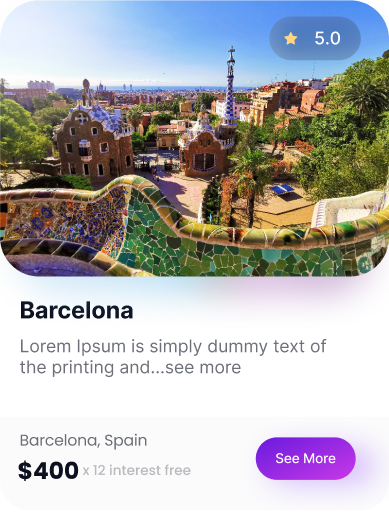 5.0
Barcelona
Lorem Ipsum is simply dummy text of
the printing and...see more
Barcelona, Spain
$400 x 12 interest free
See More